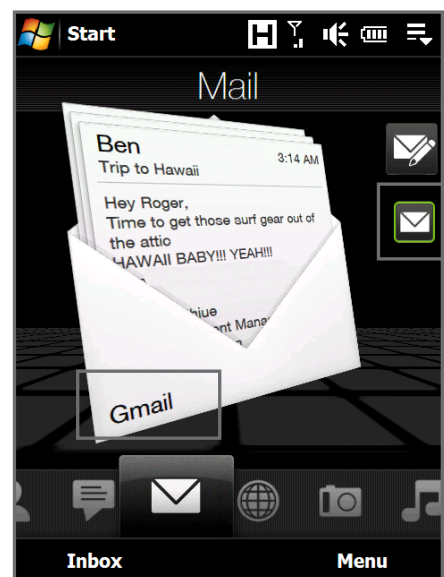 Start
H
Mail
Ben
Trip to Hawaii 3:14 AM
Hey Roger,
Time to get those surf gear out of
the attic
HAWAII BABY!!! YEAH!!!
Gmail
Inbox Menu